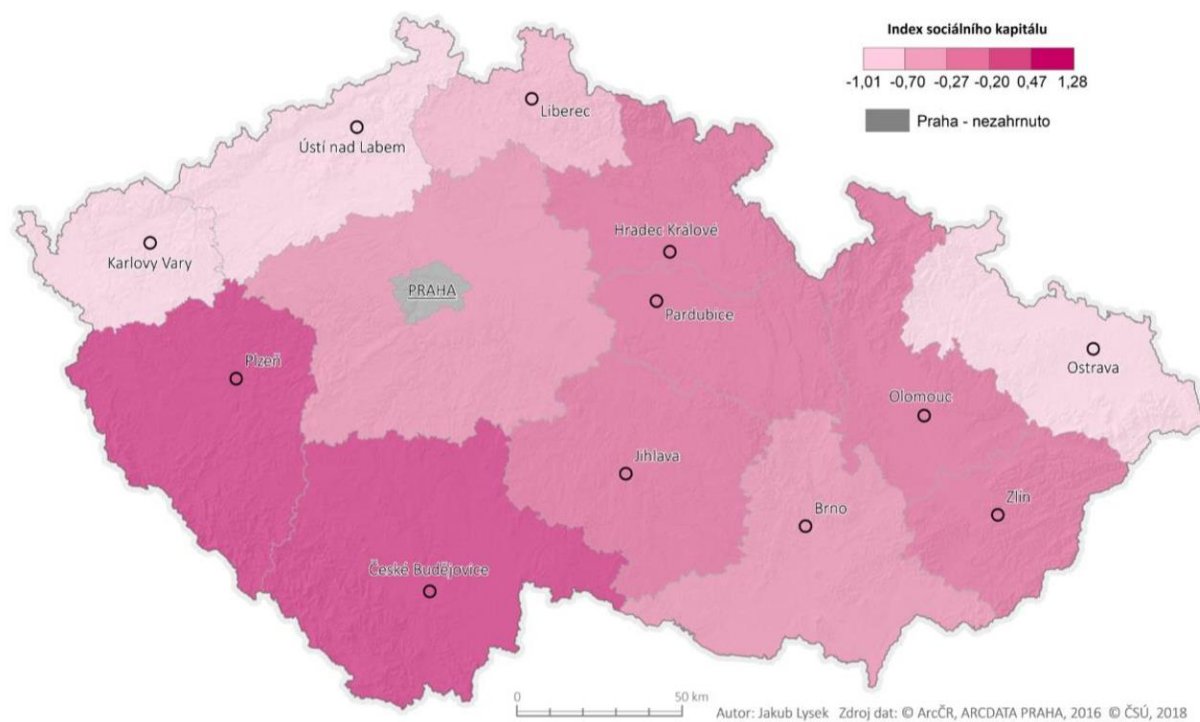 Index sociálního kapitálu
-1,01 -0,70 -0,27 -0,20 0,47 1,28
Praha - nezahrnuto
Liberec
Ústí nad Labem
Hradec Králové
Karlovy Vary
PRAHA
Pardubice
Ostrava
Plzeň
Olomouc
Jihlava
Zlín
Brno
České Budějovice
0 50 km
Autor: Jakub Lysek Zdroj dat: © ArcČR, ARCDATA PRAHA, 2016 © ČSÚ, 2018